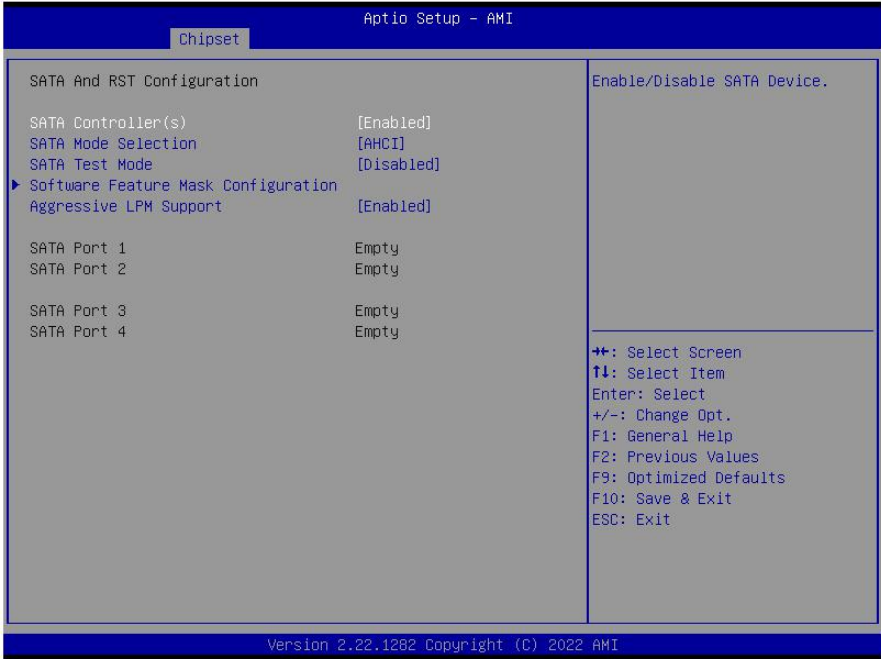 Aptio Setup - AMI
Chipset
SATA And RST Configuration
SATA Controller(s) [Enabled]
SATA Mode Selection [AHCI]
SATA Test Mode [Disabled]
Software Feature Mask Configuration
Aggressive LPM Support [Enabled]
SATA Port 1 Empty
SATA Port 2 Empty
SATA Port 3 Empty
SATA Port 4 Empty
Enable/Disable SATA Device.
→←: Select Screen
↑↓: Select Item
Enter: Select
+/-: Change Opt.
F1: General Help
F2: Previous Values
F9: Optimized Defaults
F10: Save & Exit
ESC: Exit
Version 2.22.1282 Copyright (C) 2022 AMI